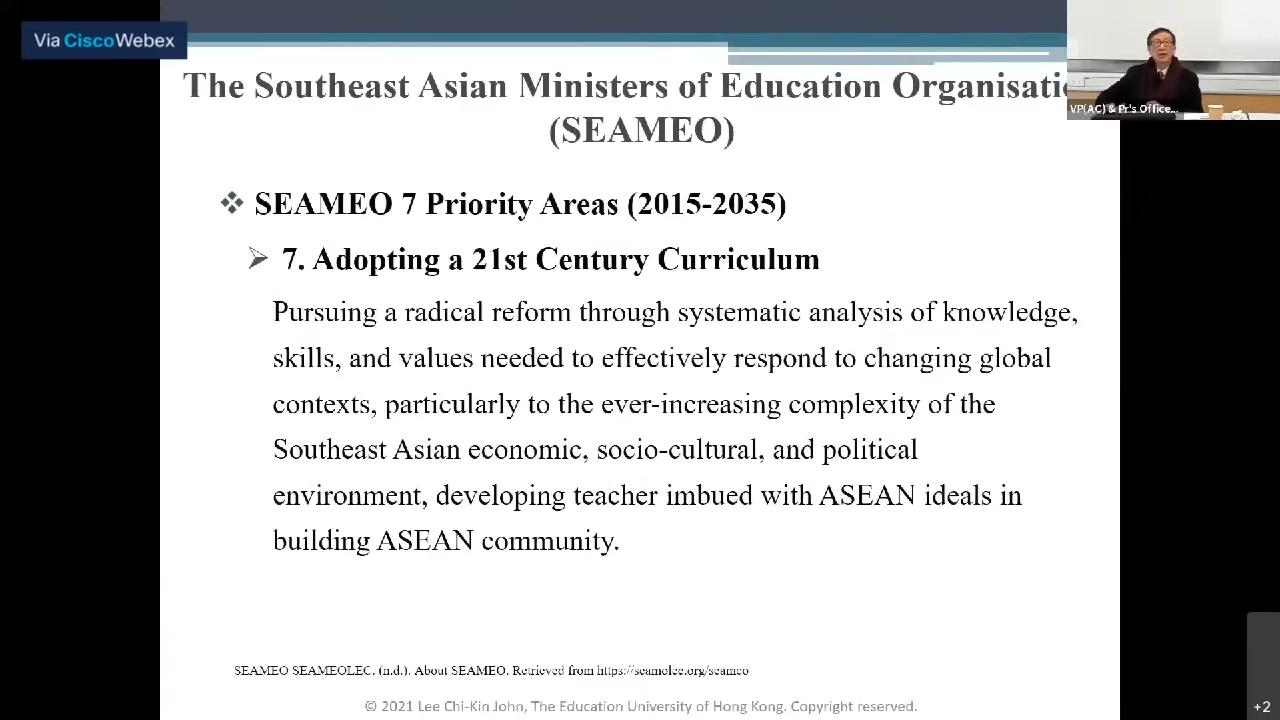 Via CiscoWebex
The Southeast Asian Ministers of Education Organisati
(SEAMEO)
VP(AC) & Pr's Office...
SEAMEO 7 Priority Areas (2015-2035)
7. Adopting a 21st Century Curriculum
Pursuing a radical reform through systematic analysis of knowledge,
skills, and values needed to effectively respond to changing global
contexts, particularly to the ever-increasing complexity of the
Southeast Asian economic, socio-cultural, and political
environment, developing teacher imbued with ASEAN ideals in
building ASEAN community.
SEAMEO SEAMEOLEC. (n.d.). About SEAMEO. Retrieved from https://seamolec.org/seameo
© 2021 Lee Chi-Kin John, The Education University of Hong Kong. Copyright reserved.
+2